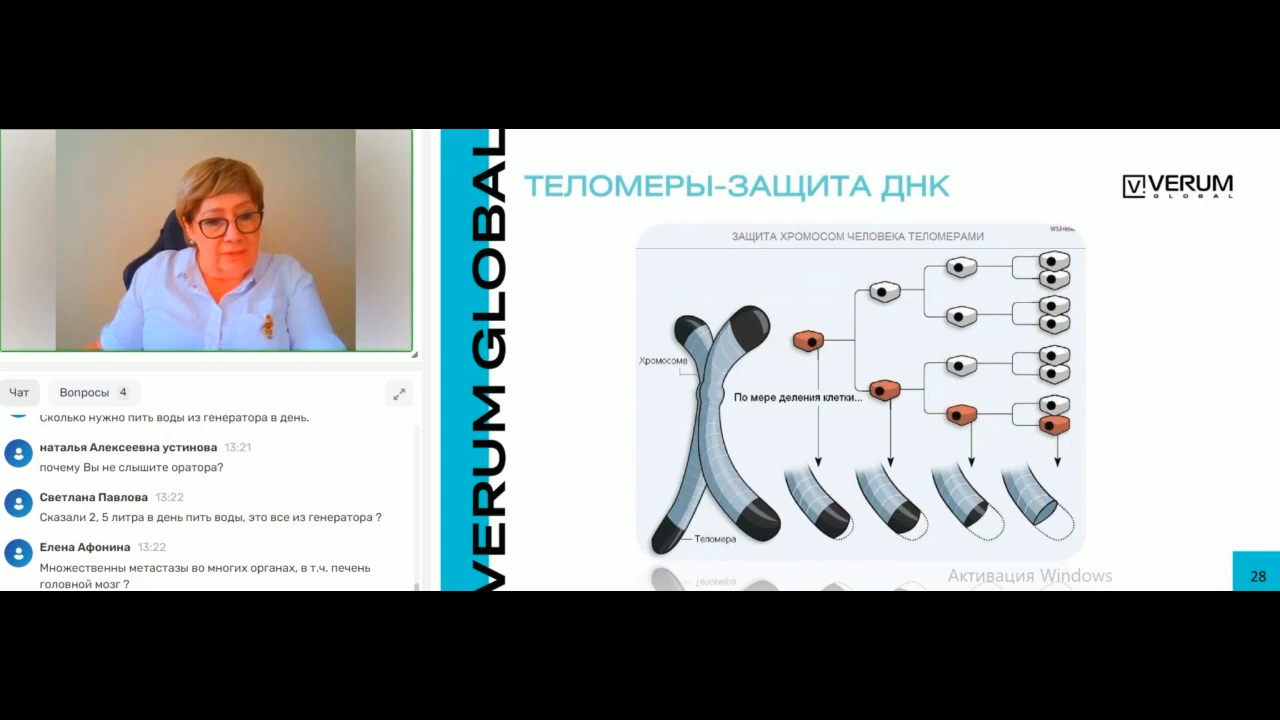 Чат
Вопросы 4
Сколько нужно пить воды из генератора в день.
наталья Алексеевна устинова 13:21
почему Вы не слышите оратора?
Светлана Павлова 13:22
Сказали 2, 5 литра в день пить воды, это все из генератора ?
Елена Афонина 13:22
Множественны метастазы во многих органах, в т.ч. печень
головной мозг ?
VERUM GLOBAL
ТЕЛОМЕРЫ-ЗАЩИТА ДНК
VERUM
GLOBAL
ЗАЩИТА ХРОМОСОМ ЧЕЛОВЕКА ТЕЛОМЕРАМИ
Хромосома
По мере деления клетки...
Теломера
Активация Windows
28